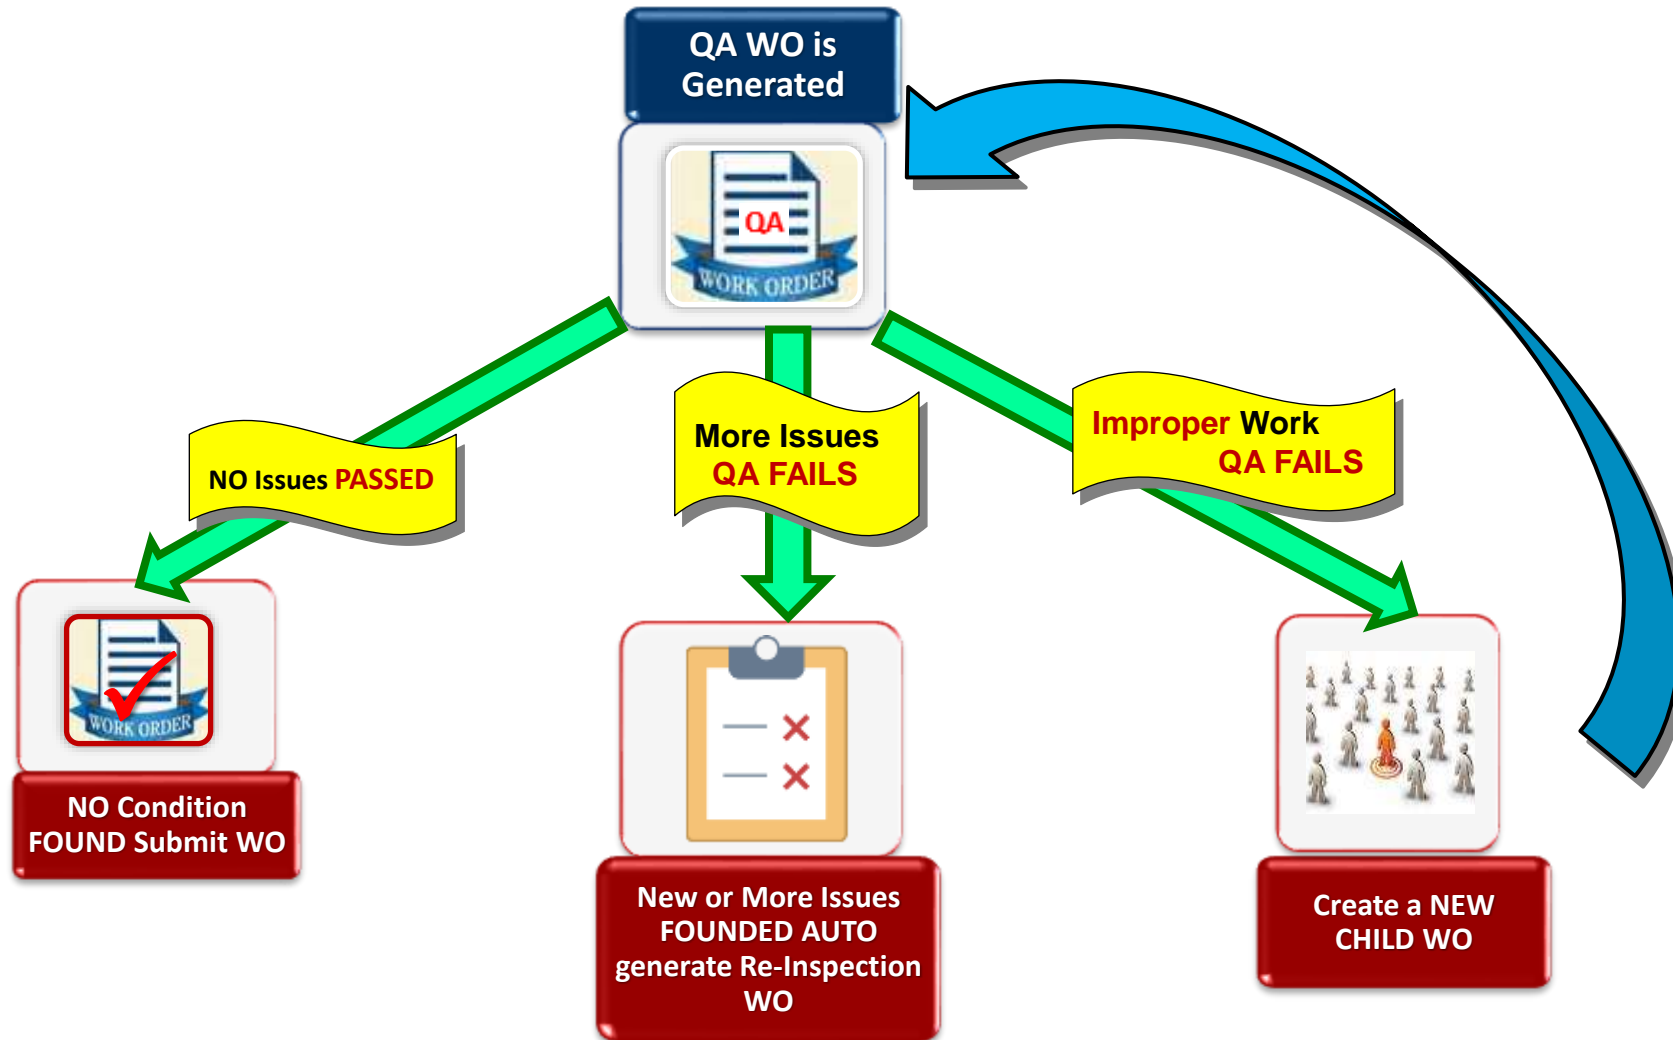 QA WO is
Generated
QA
WORK ORDER
NO Issues PASSED
More Issues
QA FAILS
Improper Work
QA FAILS
WORK ORDER
NO Condition
FOUND Submit WO
New or More Issues
FOUNDED AUTO
generate Re-Inspection
WO
Create a NEW
CHILD WO